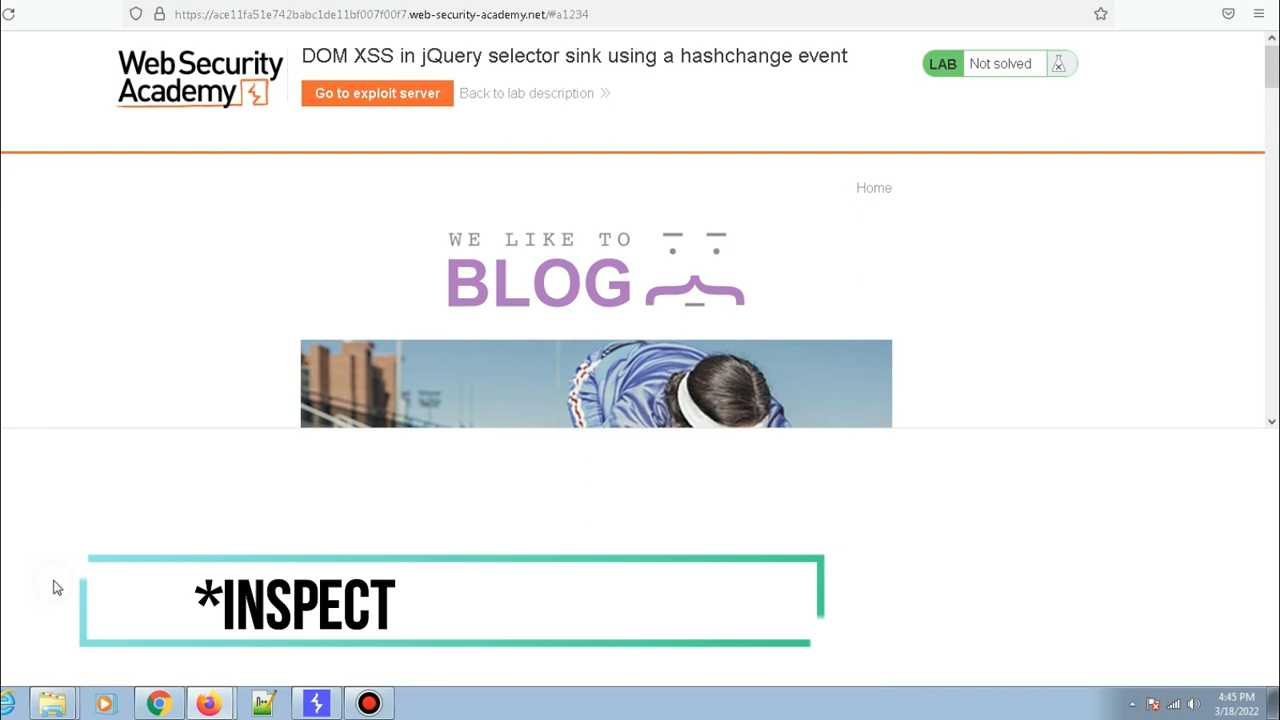 https://ace11fa51e742babc1de11bf007f00f7.web-security-academy.net/#a1234
Web Security
Academy
DOM XSS in jQuery selector sink using a hashchange event
Go to exploit server
Back to lab description >>
LAB
Not solved
Home
WE LIKE TO
BLOG
*INSPECT
4:45 PM
3/18/2022